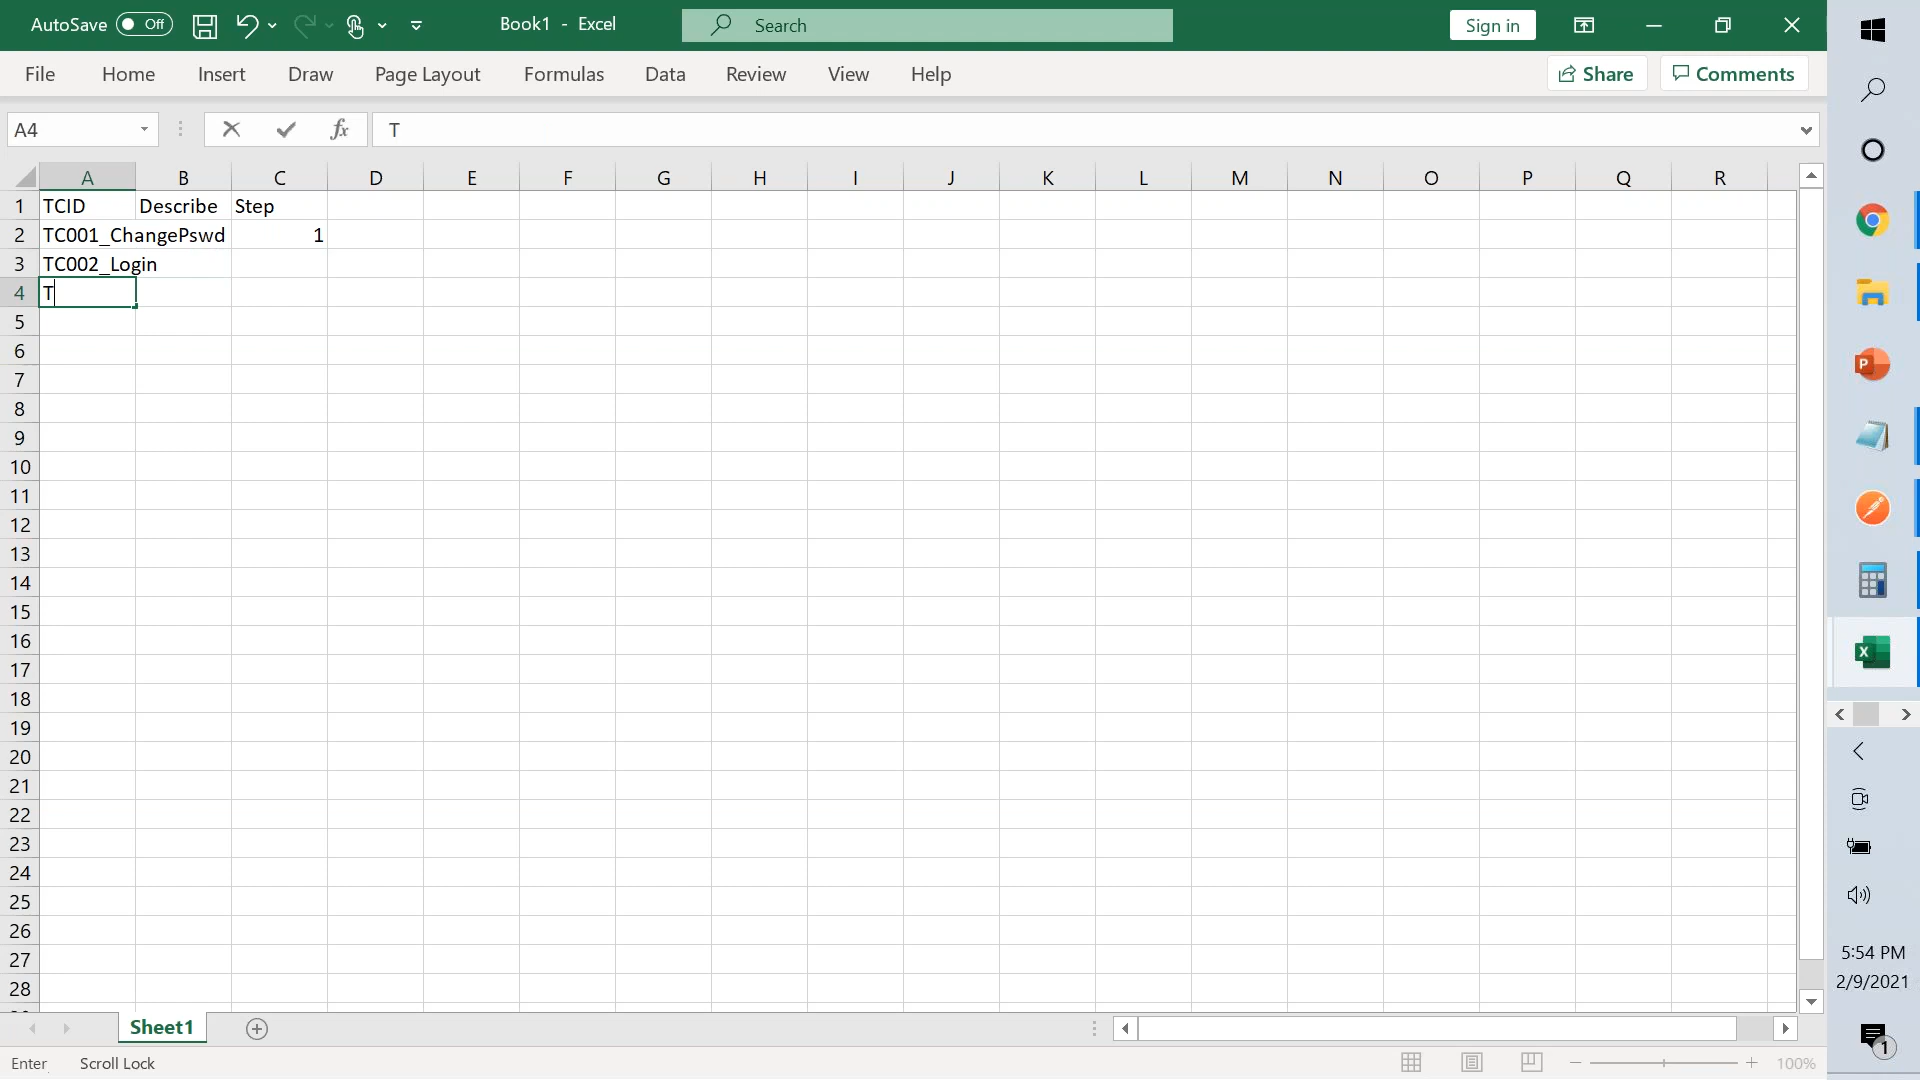 AutoSave Off Book1 - Excel Search Sign in
File Home Insert Draw Page Layout Formulas Data Review View Help Share Comments
A4 fx T
A B C D E F G H I J K L M N O P Q R
1 TCID Describe Step
2 TC001_ChangePswd 1
3 TC002_Login
4 T
5
6
7
8
9
10
11
12
13
14
15
16
17
18
19
20
21
22
23
24
25
26
27
28
Sheet1
Enter Scroll Lock 100%
5:54 PM
2/9/2021
1